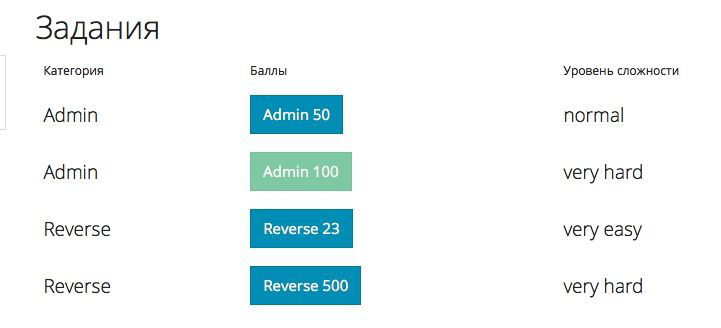 Задания
Категория Баллы Уровень сложности
Admin Admin 50 normal
Admin Admin 100 very hard
Reverse Reverse 23 very easy
Reverse Reverse 500 very hard